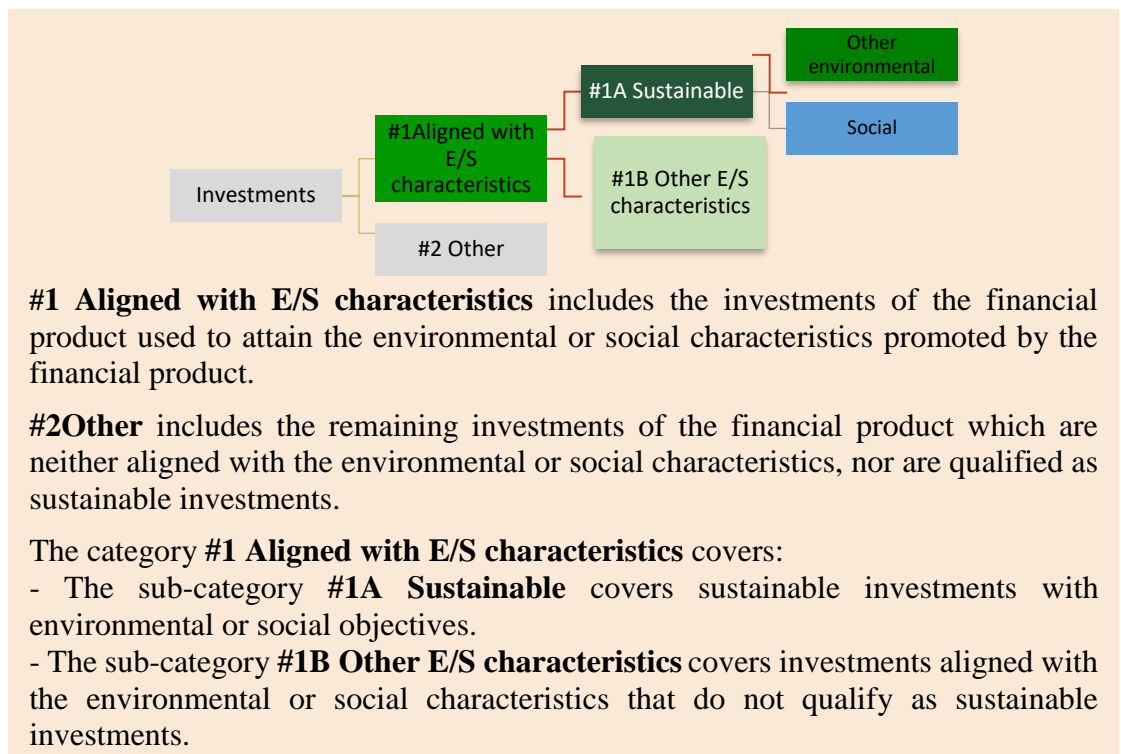 Other
environmental
#1A Sustainable
Social
#1Aligned with
E/S
characteristics
#1B Other E/S
characteristics
Investments
#2 Other
#1 Aligned with E/S characteristics includes the investments of the financial
product used to attain the environmental or social characteristics promoted by the
financial product.
#2Other includes the remaining investments of the financial product which are
neither aligned with the environmental or social characteristics, nor are qualified as
sustainable investments.
The category #1 Aligned with E/S characteristics covers:
- The sub-category #1A Sustainable covers sustainable investments with
environmental or social objectives.
- The sub-category #1B Other E/S characteristics covers investments aligned with
the environmental or social characteristics that do not qualify as sustainable
investments.